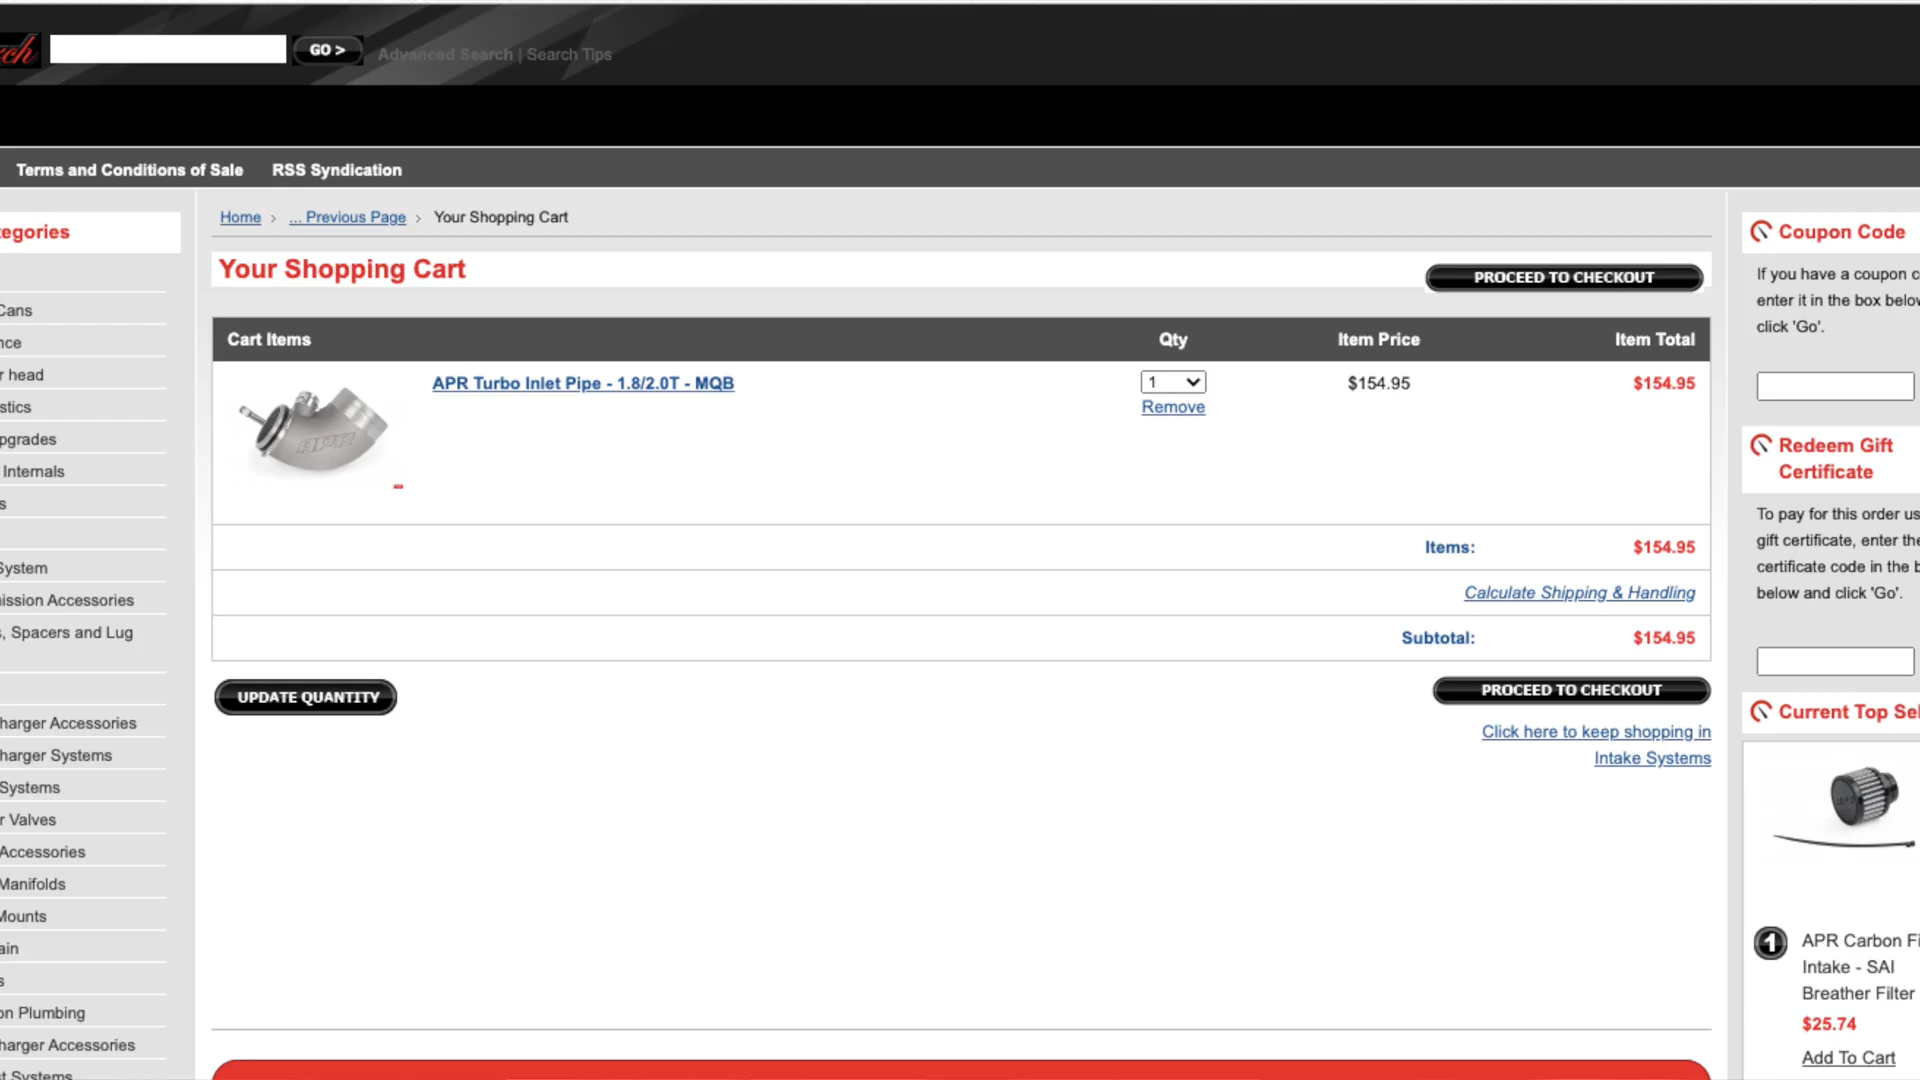 GO >
Advanced Search | Search Tips
Terms and Conditions of Sale RSS Syndication
egories
Cans
nce
r head
stics
pgrades
Internals
s
System
ission Accessories
s, Spacers and Lug
harger Accessories
harger Systems
Systems
r Valves
Accessories
Manifolds
Mounts
ain
s
on Plumbing
harger Accessories
t Systems
Home > ... Previous Page > Your Shopping Cart
Your Shopping Cart
PROCEED TO CHECKOUT
Cart Items Qty Item Price Item Total
APR Turbo Inlet Pipe - 1.8/2.0T - MQB 1 $154.95 $154.95
Remove
APR
Items: $154.95
Calculate Shipping & Handling
Subtotal: $154.95
UPDATE QUANTITY
PROCEED TO CHECKOUT
Click here to keep shopping in
Intake Systems
Coupon Code
If you have a coupon c
enter it in the box below
click 'Go'.
Redeem Gift
Certificate
To pay for this order us
gift certificate, enter the
certificate code in the b
below and click 'Go'.
Current Top Sel
1
APR Carbon Fi
Intake - SAI
Breather Filter
$25.74
Add To Cart